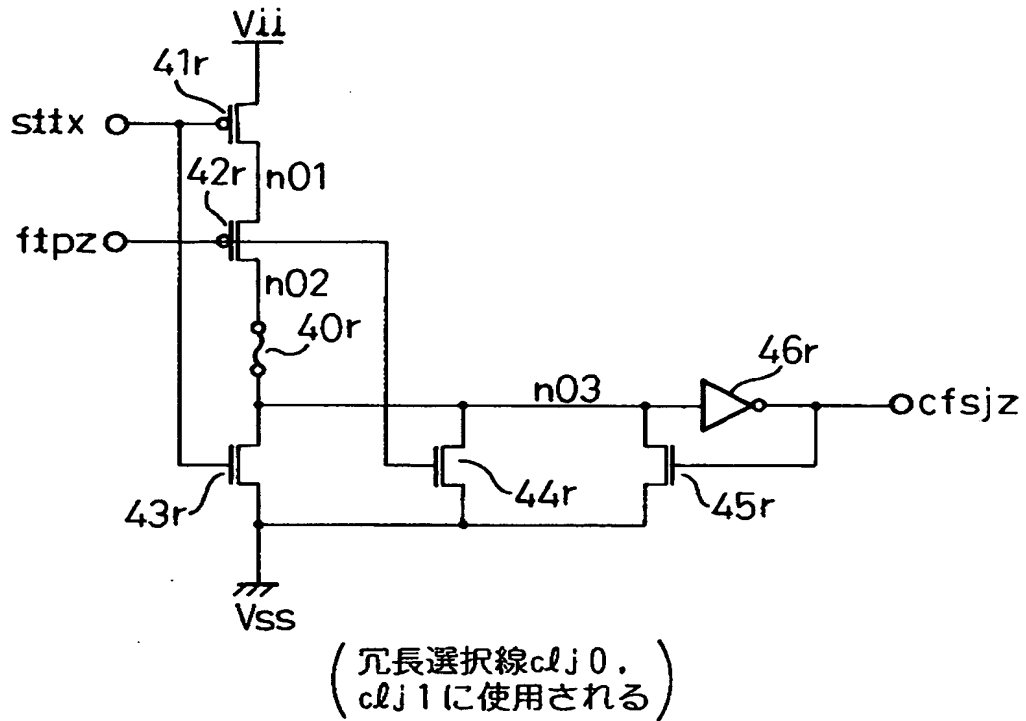 Vii
41r
sttx
42r
n01
ftpz
n02
40r
46r
n03
cfsjz
43r
44r
45r
Vss
(冗長選択線cℓj0,
cℓj1に使用される)